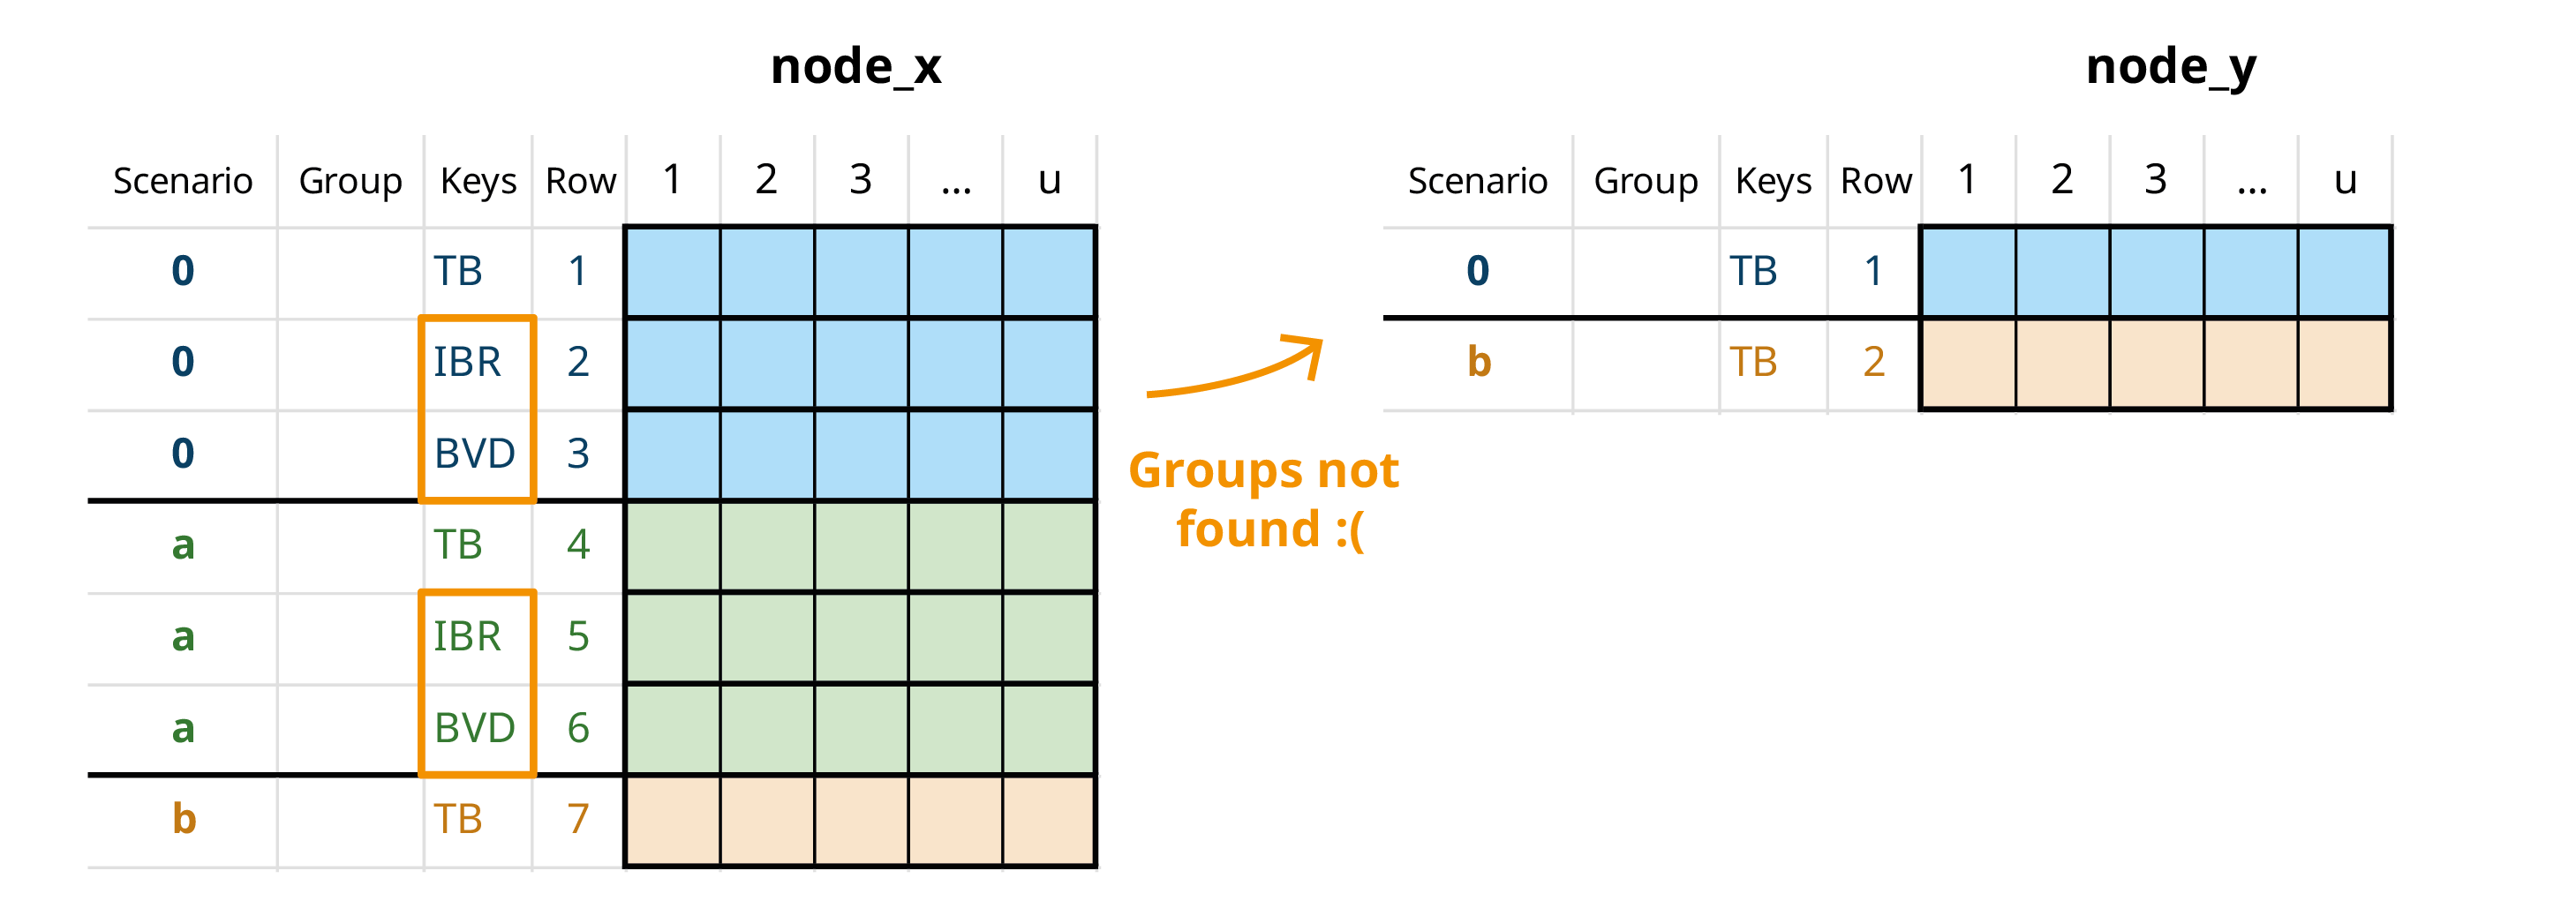 node_x
Scenario Group Keys Row 1 2 3 ... u
0 TB 1
0 IBR 2
0 BVD 3
a TB 4
a IBR 5
a BVD 6
b TB 7
Groups not
found :(
node_y
Scenario Group Keys Row 1 2 3 ... u
0 TB 1
b TB 2